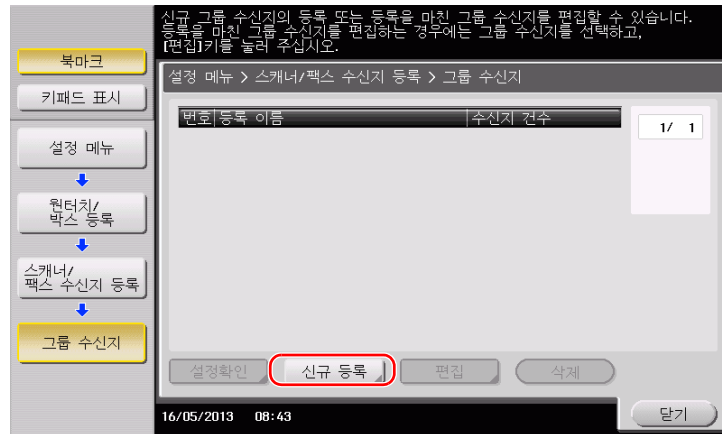 신규 그룹 수신지의 등록 또는 등록을 마친 그룹 수신지를 편집할 수 있습니다.
등록을 마친 그룹 수신지를 편집하는 경우에는 그룹 수신지를 선택하고,
[편집]키를 눌러 주십시오.
북마크
키패드 표시
설정 메뉴
원터치/
박스 등록
스캐너/
팩스 수신지 등록
그룹 수신지
설정 메뉴 > 스캐너/팩스 수신지 등록 > 그룹 수신지
번호 등록 이름 수신지 건수
1/ 1
설정확인 신규 등록 편집 삭제
16/05/2013 08:43
닫기